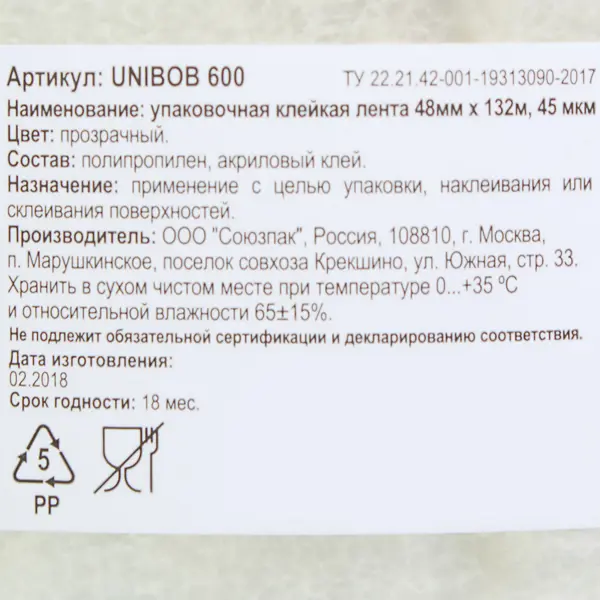 Артикул: UNIBOB 600 ТУ 22.21.42-001-19313090-2017
Наименование: упаковочная клейкая лента 48мм x 132м, 45 мкм
Цвет: прозрачный.
Состав: полипропилен, акриловый клей.
Назначение: применение с целью упаковки, наклеивания или
склеивания поверхностей.
Производитель: ООО "Союзпак", Россия, 108810, г. Москва,
п. Марушкинское, поселок совхоза Крекшино, ул. Южная, стр. 33.
Хранить в сухом чистом месте при температуре 0...+35 ºС
и относительной влажности 65±15%.
Не подлежит обязательной сертификации и декларированию соответствия.
Дата изготовления:
02.2018
Срок годности: 18 мес.
5
PP